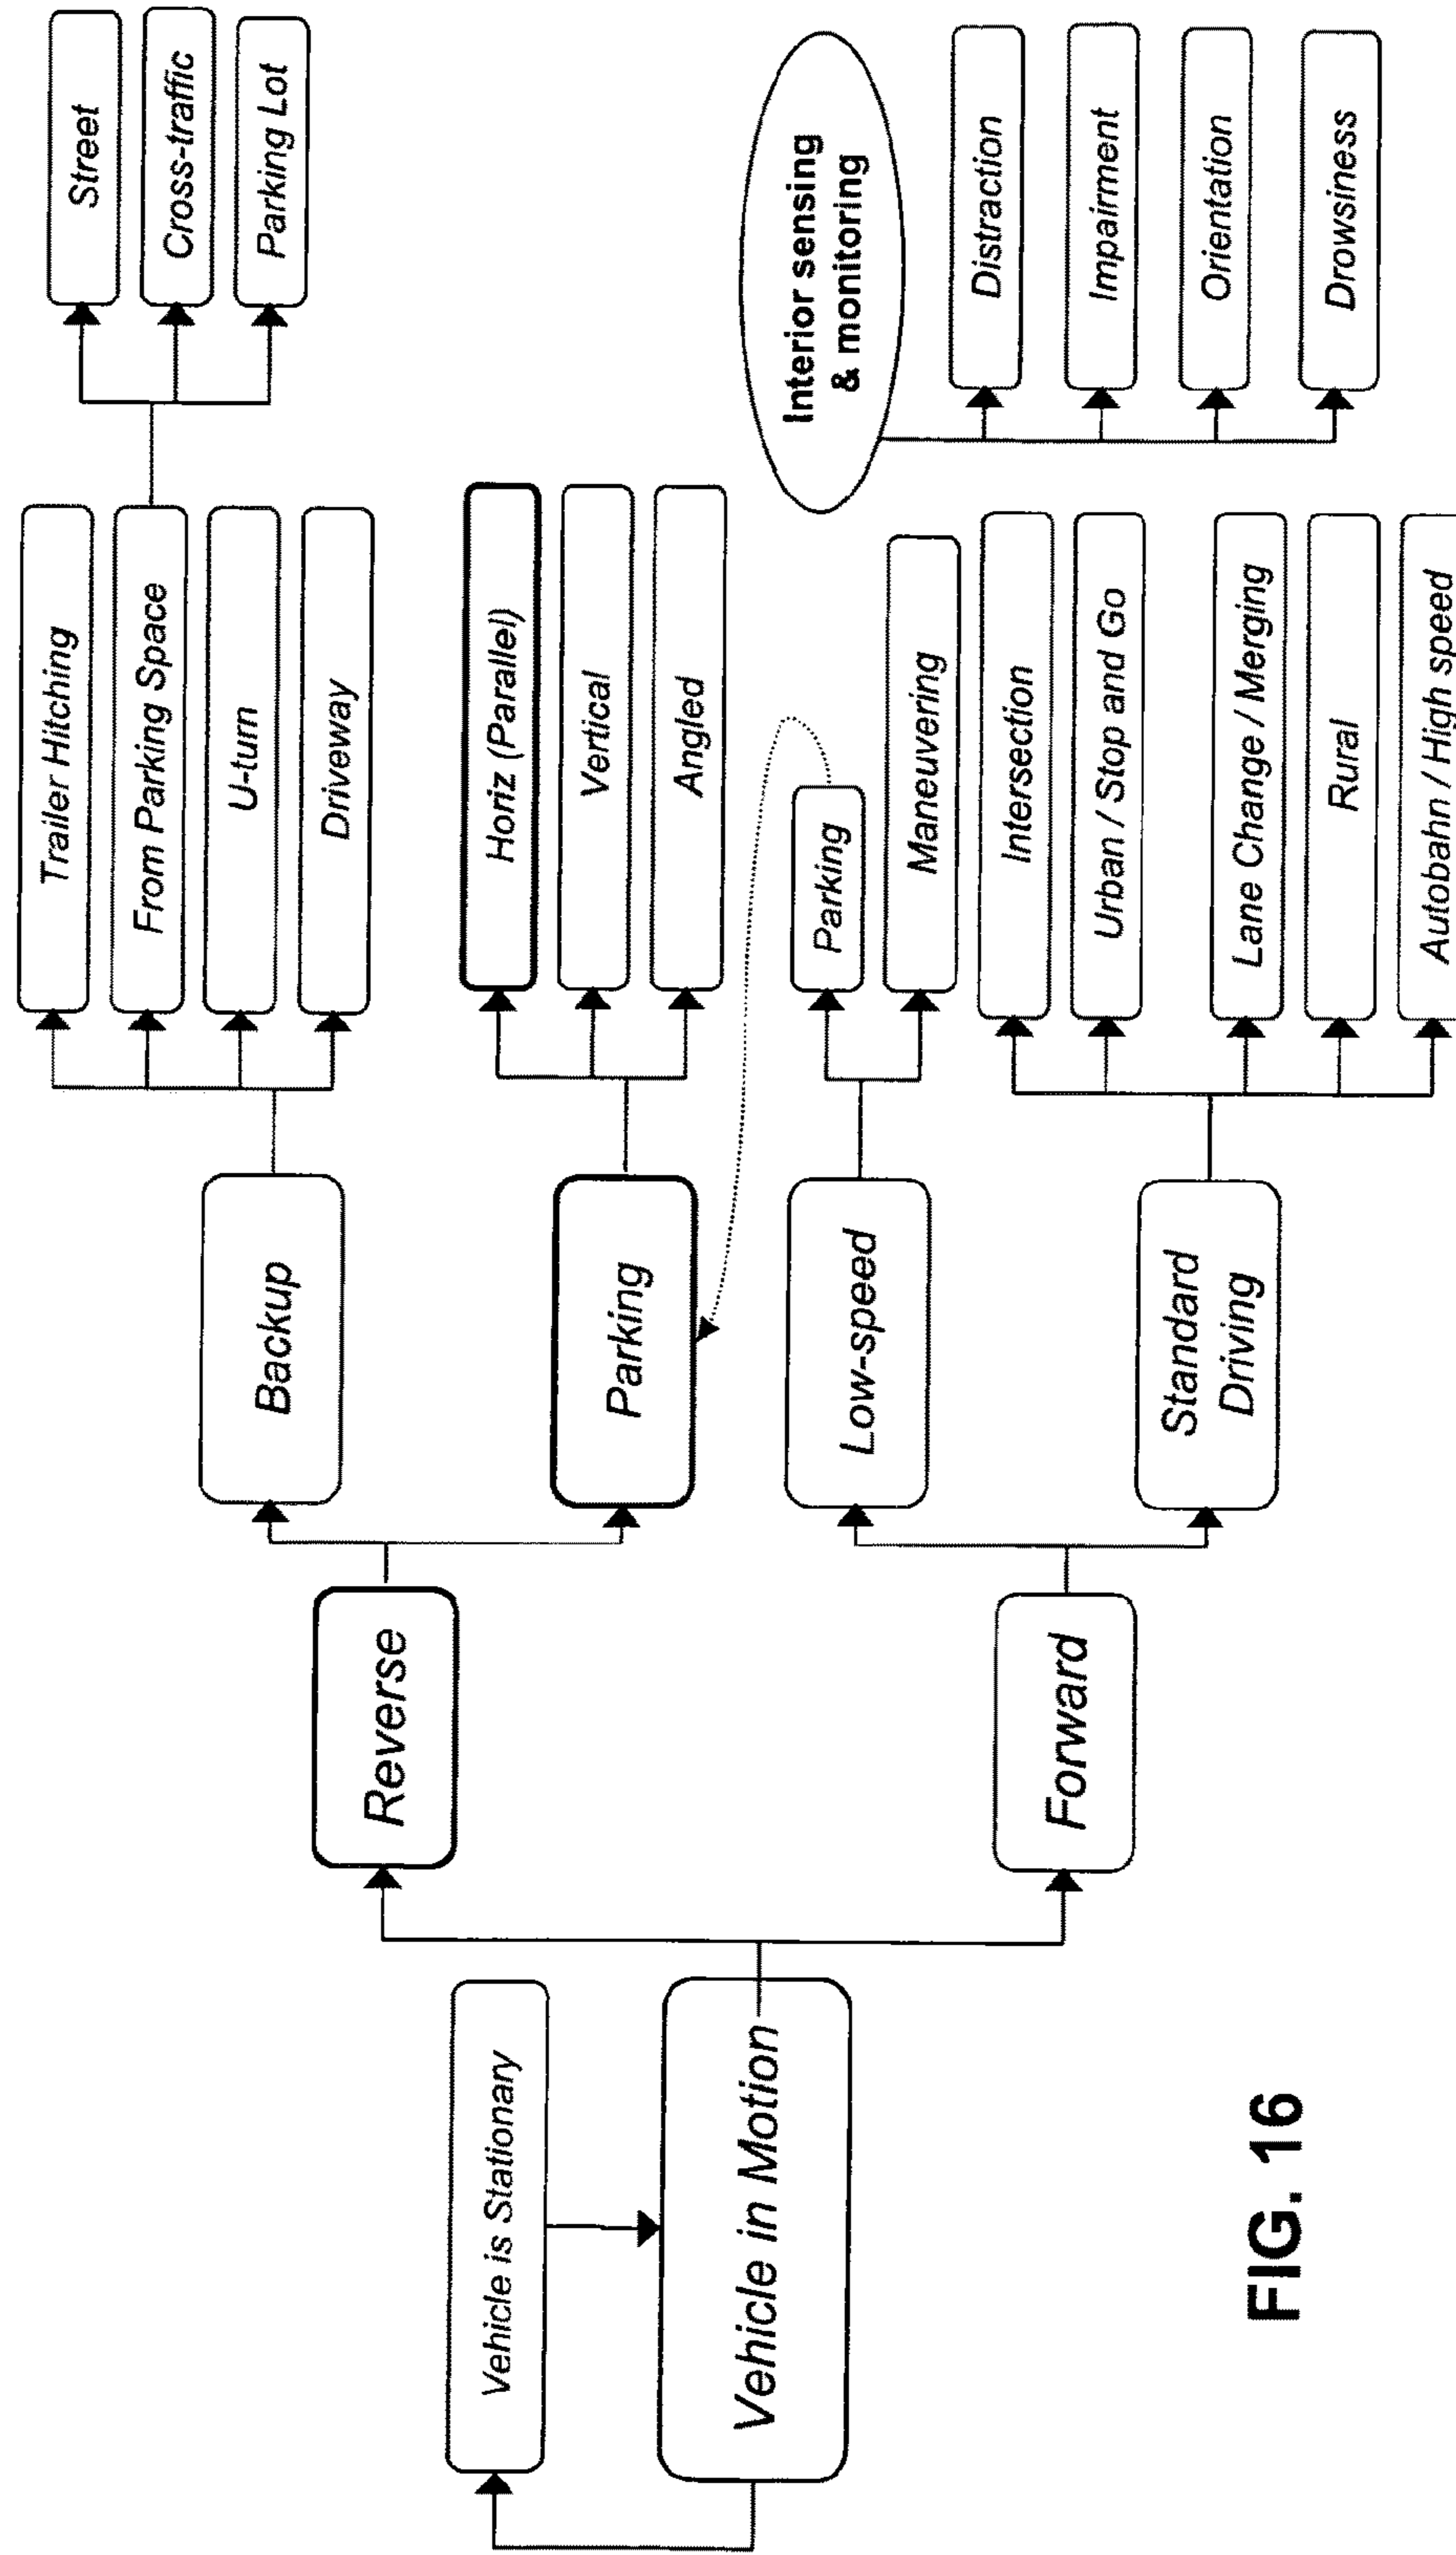 Vehicle is Stationary
Vehicle in Motion
Reverse
Forward
Backup
Parking
Low-speed
Standard
Driving
Trailer Hitching
From Parking Space
U-turn
Driveway
Horiz (Parallel)
Vertical
Angled
Parking
Maneuvering
Intersection
Urban / Stop and Go
Lane Change / Merging
Rural
Autobahn / High speed
Street
Cross-traffic
Parking Lot
Interior sensing
& monitoring
Distraction
Impairment
Orientation
Drowsiness
FIG. 16